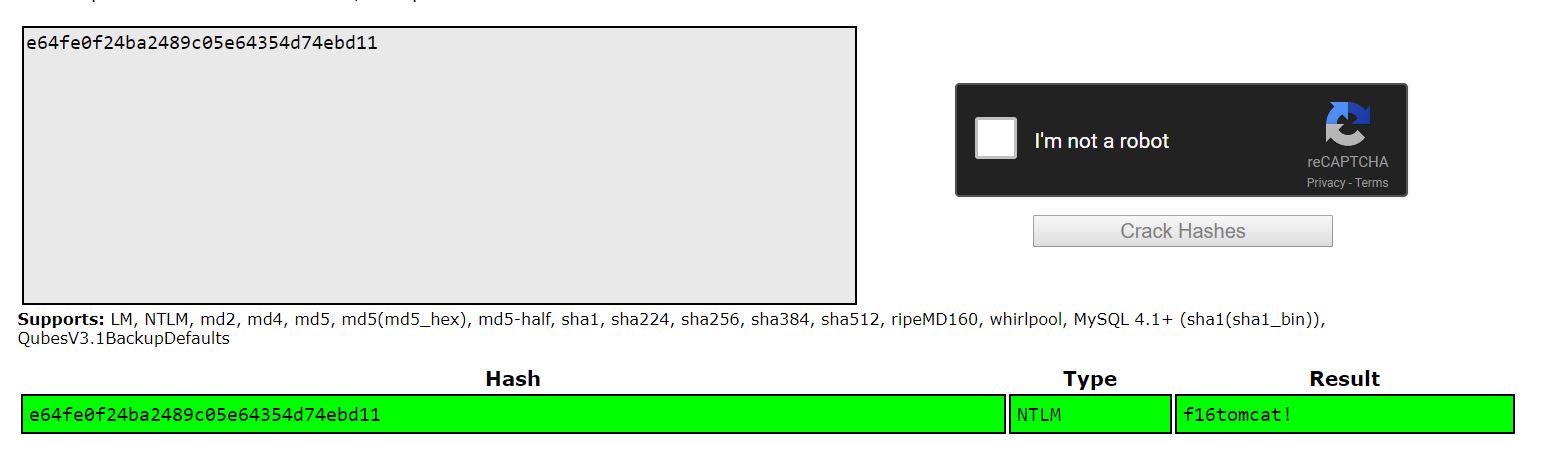 e64fe0f24ba2489c05e64354d74ebd11
I'm not a robot
reCAPTCHA
Privacy - Terms
Crack Hashes
Supports: LM, NTLM, md2, md4, md5, md5(md5_hex), md5-half, sha1, sha224, sha256, sha384, sha512, ripeMD160, whirlpool, MySQL 4.1+ (sha1(sha1_bin)),
QubesV3.1BackupDefaults
Hash Type Result
e64fe0f24ba2489c05e64354d74ebd11 NTLM f16tomcat!